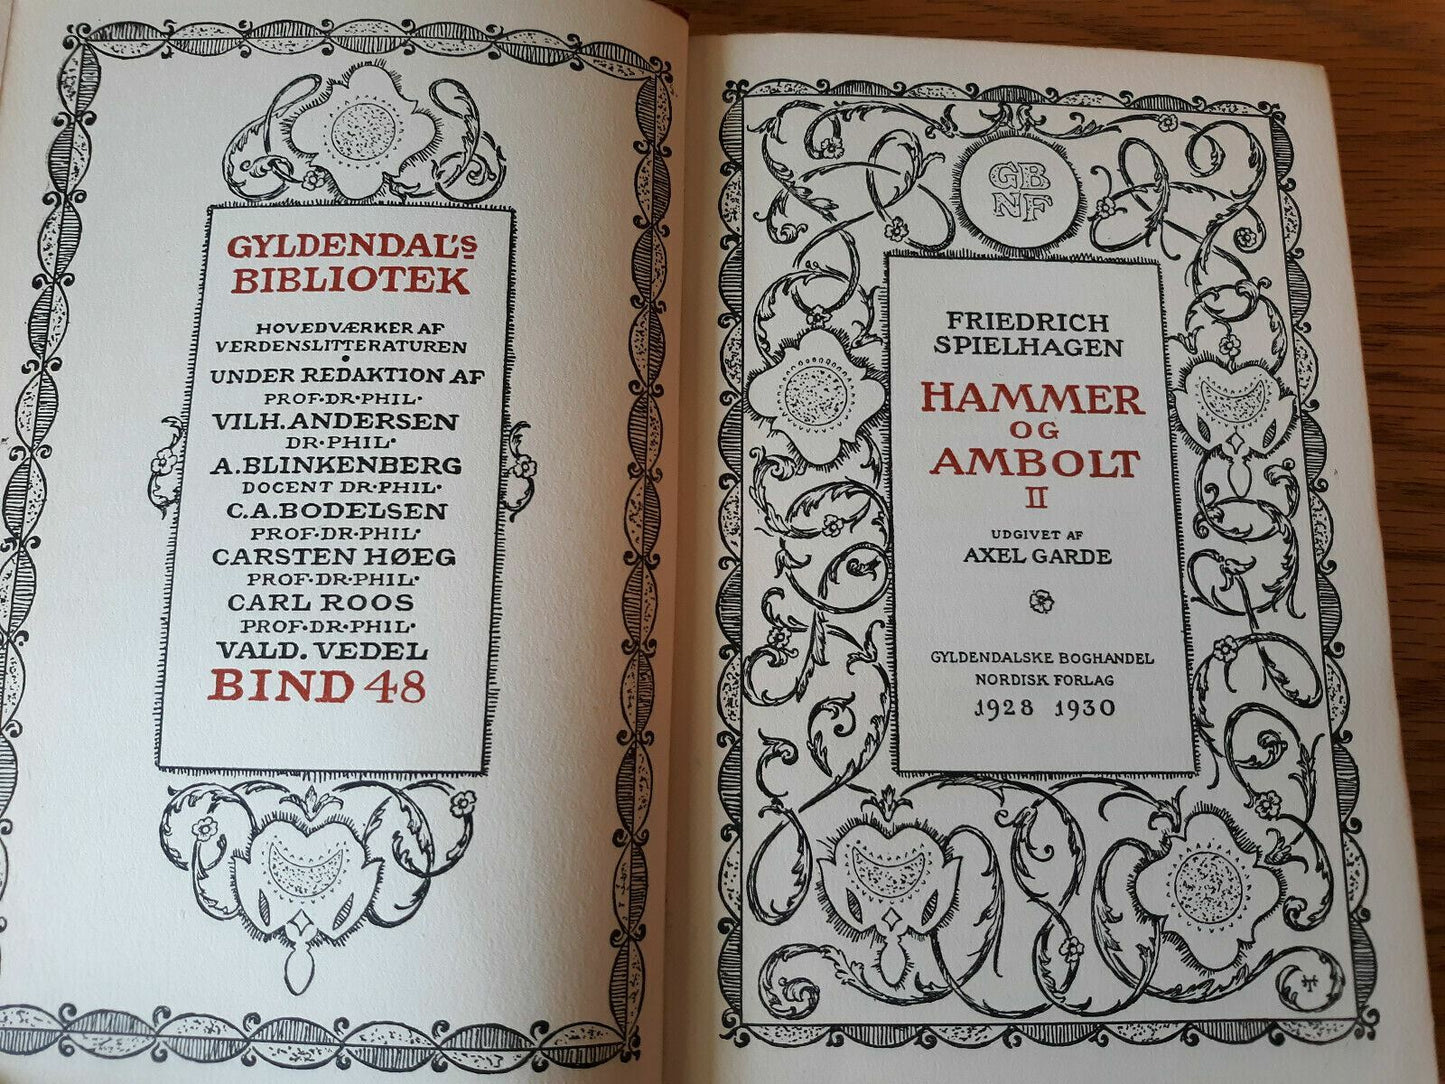 GYLDENDAL's
BIBLIOTEK
HOVEDVÆRKER AF
VERDENSLITTERATUREN
•
UNDER REDAKTION AF
PROF·DR·PHIL·
VILH. ANDERSEN
DR·PHIL·
A. BLINKENBERG
DOCENT DR·PHIL·
C. A. BODELSEN
PROF·DR·PHIL·
CARSTEN HØEG
PROF·DR·PHIL·
CARL ROOS
PROF·DR·PHIL·
VALD. VEDEL
BIND 48
GB
NF
FRIEDRICH
SPIELHAGEN
HAMMER
OG
AMBOLT
II
UDGIVET AF
AXEL GARDE
GYLDENDALSKE BOGHANDEL
NORDISK FORLAG
1928 1930